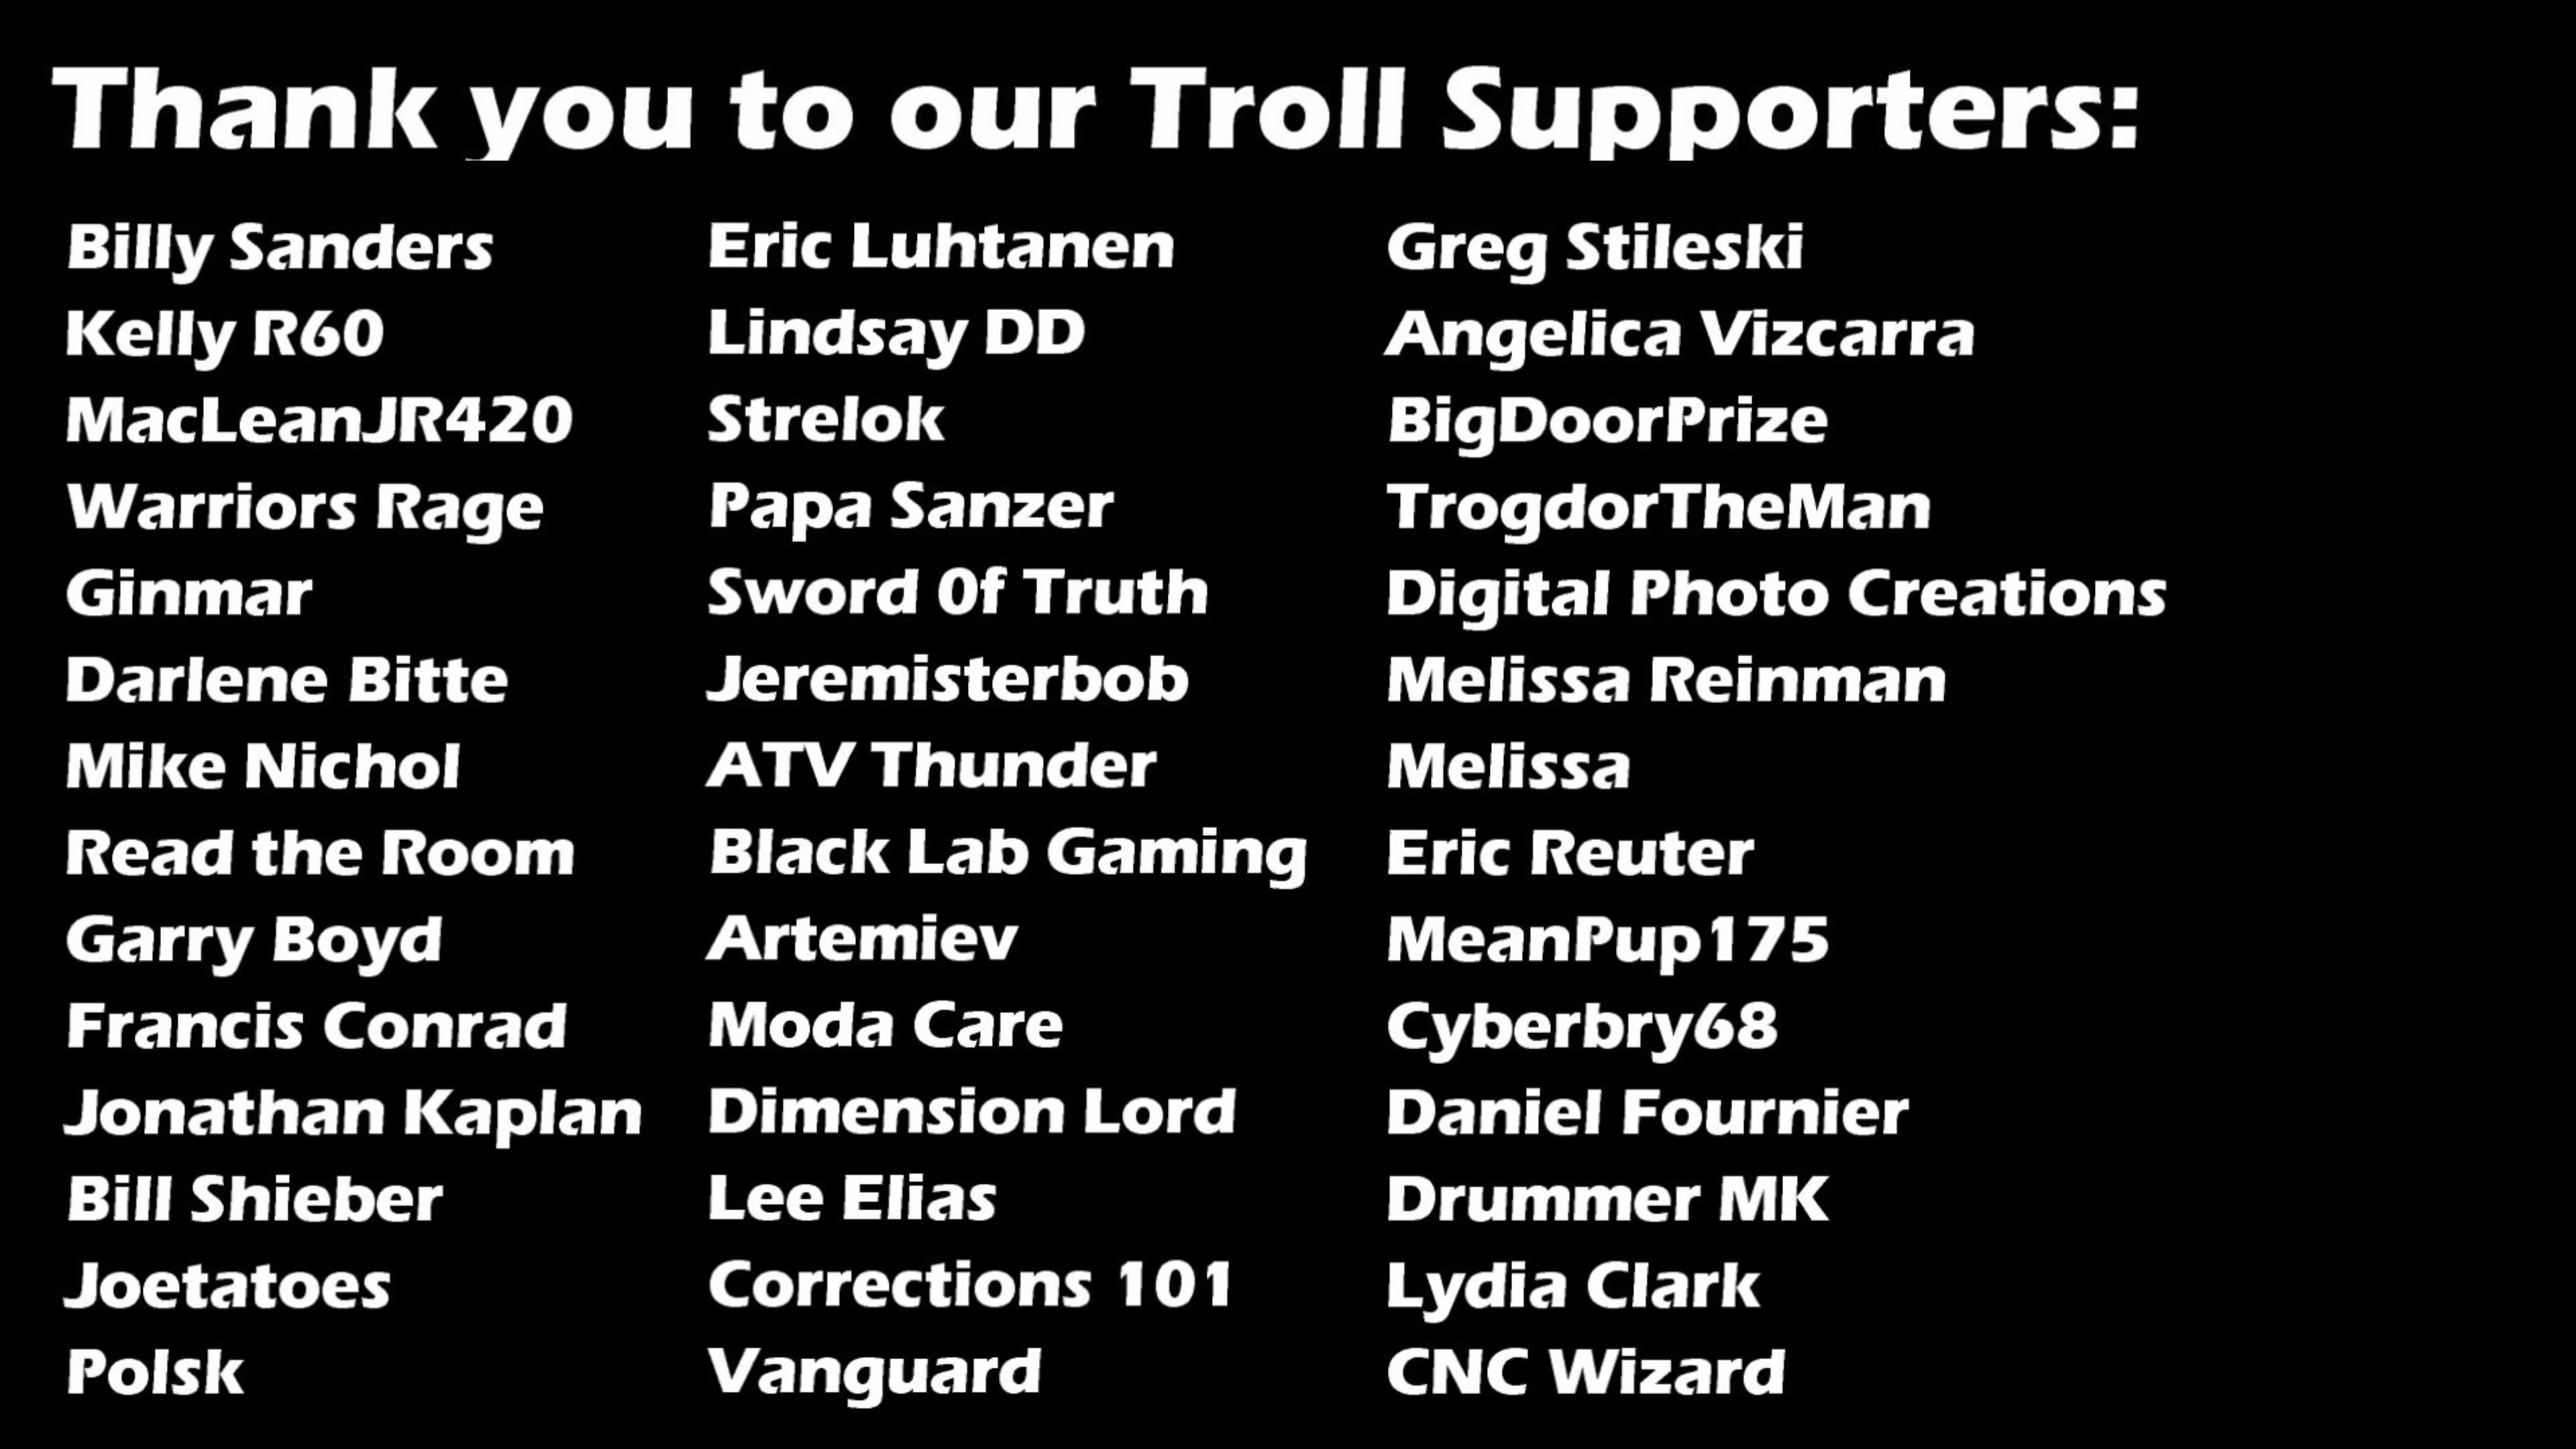 Thank you to our Troll Supporters:
Billy Sanders
Kelly R60
MacLeanJR420
Warriors Rage
Ginmar
Darlene Bitte
Mike Nichol
Read the Room
Garry Boyd
Francis Conrad
Jonathan Kaplan
Bill Shieber
Joetatoes
Polsk
Eric Luhtanen
Lindsay DD
Strelok
Papa Sanzer
Sword 0f Truth
Jeremisterbob
ATV Thunder
Black Lab Gaming
Artemiev
Moda Care
Dimension Lord
Lee Elias
Corrections 101
Vanguard
Greg Stileski
Angelica Vizcarra
BigDoorPrize
TrogdorTheMan
Digital Photo Creations
Melissa Reinman
Melissa
Eric Reuter
MeanPup175
Cyberbry68
Daniel Fournier
Drummer MK
Lydia Clark
CNC Wizard